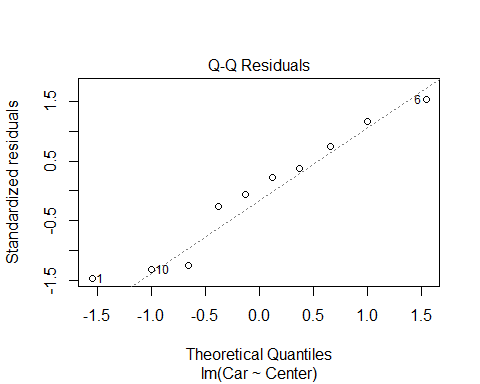 Q-Q Residuals
Standardized residuals
1.5
0.5
-0.5
-1.5
6
10
1
-1.5 -1.0 -0.5 0.0 0.5 1.0 1.5
Theoretical Quantiles
lm(Car ~ Center)